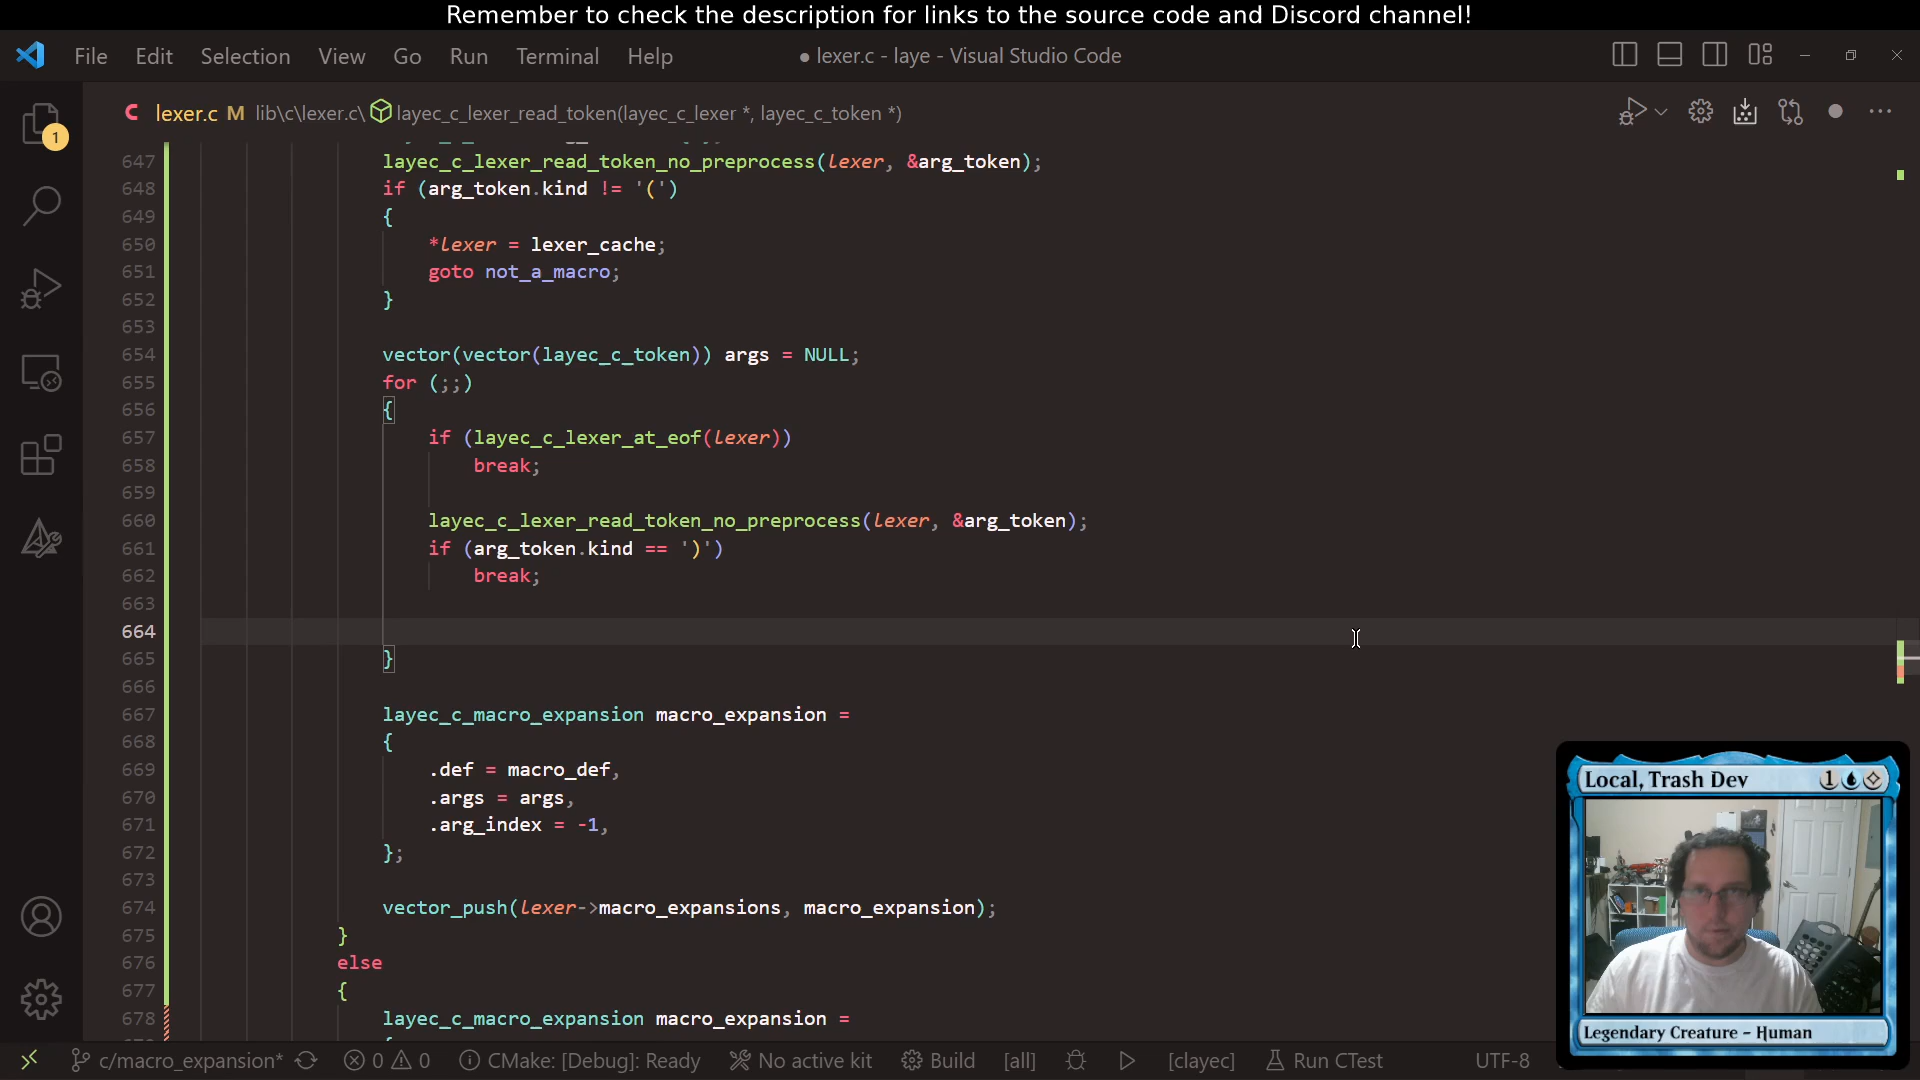 Remember to check the description for links to the source code and Discord channel!
File Edit Selection View Go Run Terminal Help
● lexer.c - laye - Visual Studio Code
C lexer.c M lib\c\lexer.c\ layec_c_lexer_read_token(layec_c_lexer *, layec_c_token *)
1
647 layec_c_lexer_read_token_no_preprocess(lexer, &arg_token);
648 if (arg_token.kind != '(')
649 {
650 *lexer = lexer_cache;
651 goto not_a_macro;
652 }
653
654 vector(vector(layec_c_token)) args = NULL;
655 for (;;)
656 {
657 if (layec_c_lexer_at_eof(lexer))
658 break;
659
660 layec_c_lexer_read_token_no_preprocess(lexer, &arg_token);
661 if (arg_token.kind == ')')
662 break;
663
664
665 }
666
667 layec_c_macro_expansion macro_expansion =
668 {
669 .def = macro_def,
670 .args = args,
671 .arg_index = -1,
672 };
673
674 vector_push(lexer->macro_expansions, macro_expansion);
675 }
676 else
677 {
678 layec_c_macro_expansion macro_expansion =
Local, Trash Dev 1
Legendary Creature - Human
c/macro_expansion* 0 0 CMake: [Debug]: Ready No active kit Build [all] [clayec] Run CTest UTF-8